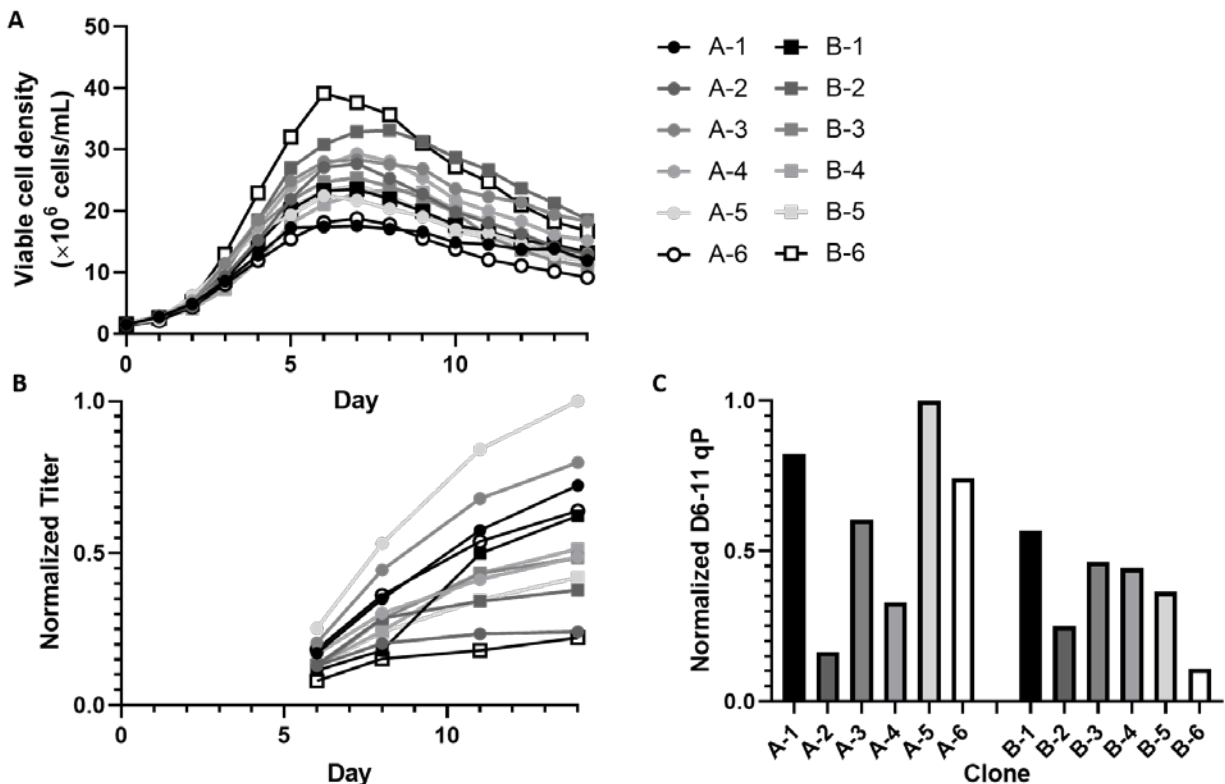 A
Viable cell density
(×10⁶ cells/mL)
50
40
30
20
10
0
0
5
10
Day
A-1
B-1
A-2
B-2
A-3
B-3
A-4
B-4
A-5
B-5
A-6
B-6
B
Normalized Titer
1.0
0.5
0.0
0
5
10
Day
C
Normalized D6-11 qP
1.0
0.5
0.0
A-1
A-2
A-3
A-4
A-5
A-6
B-1
B-2
B-3
B-4
B-5
B-6
Clone